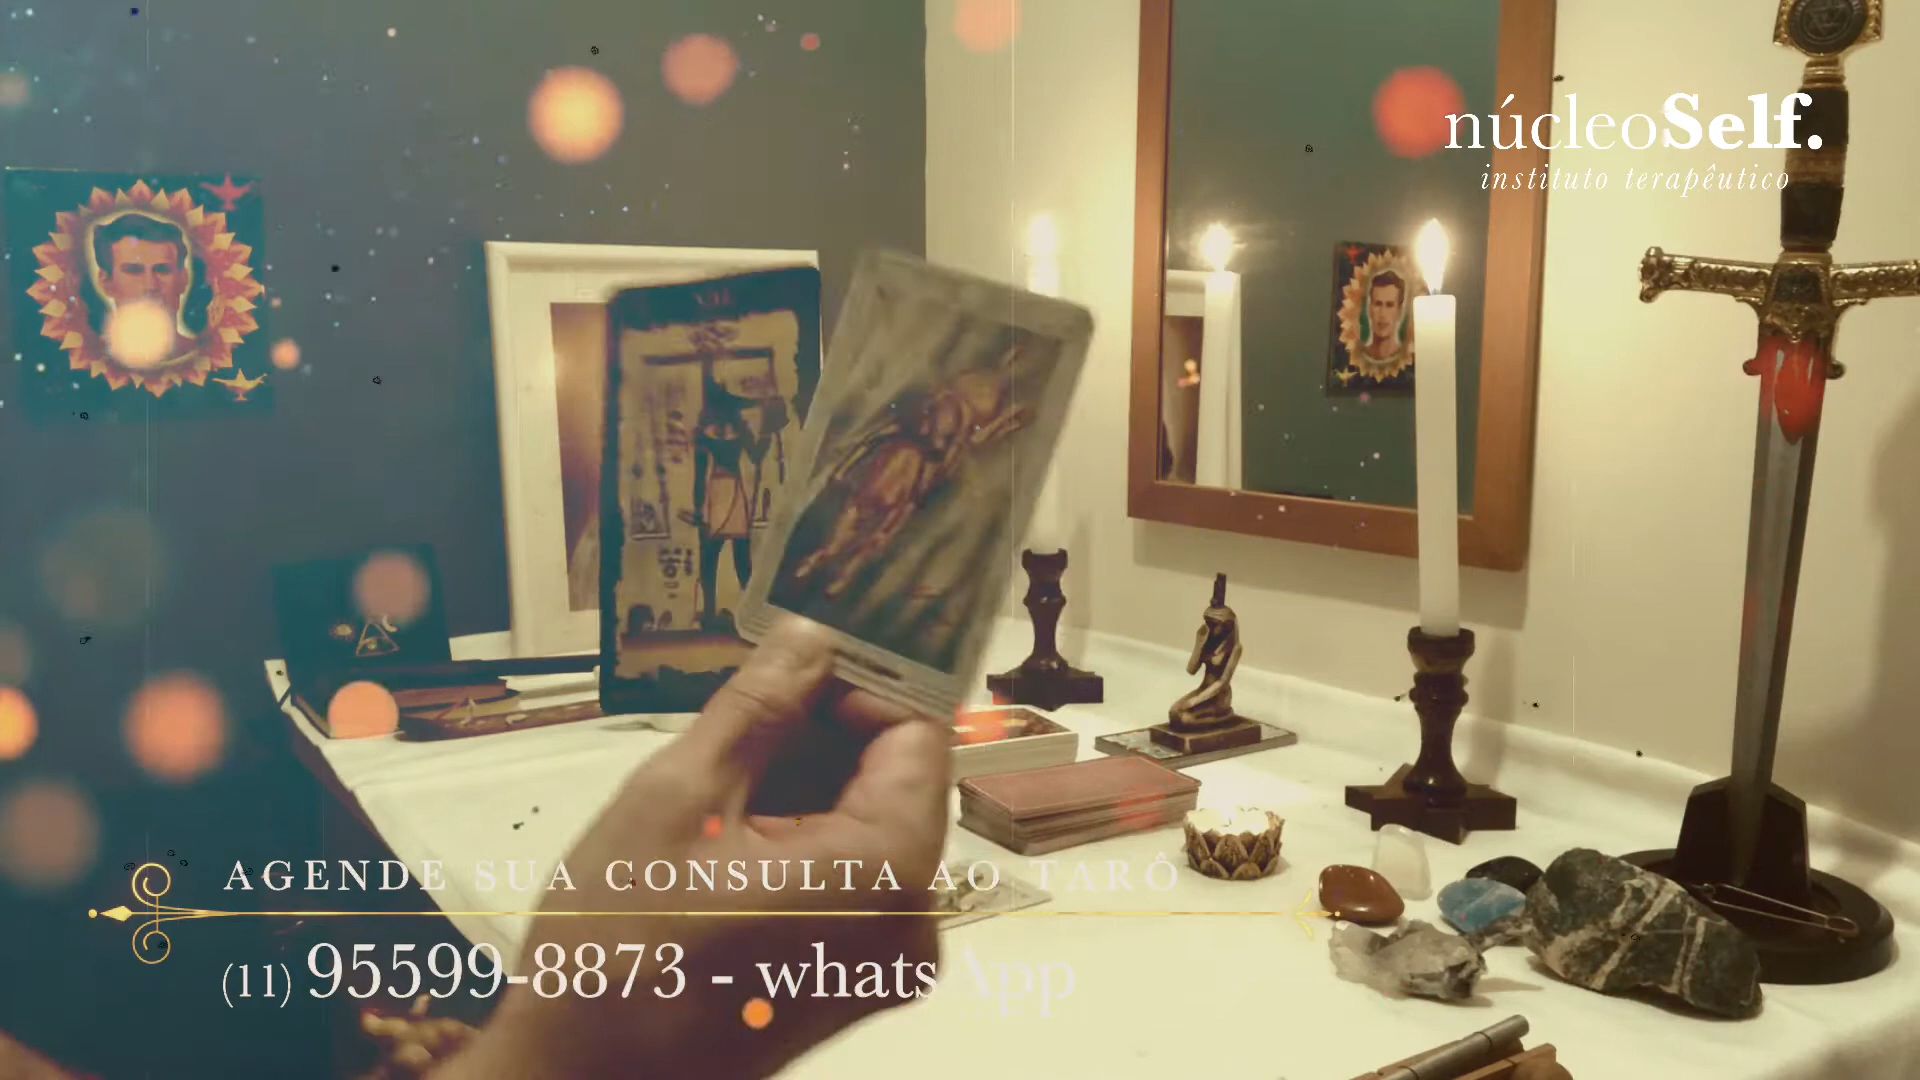 núcleoSelf.
instituto terapêutico
AGENDE SUA CONSULTA AO TARÔ
(11) 95599-8873 - whatsApp